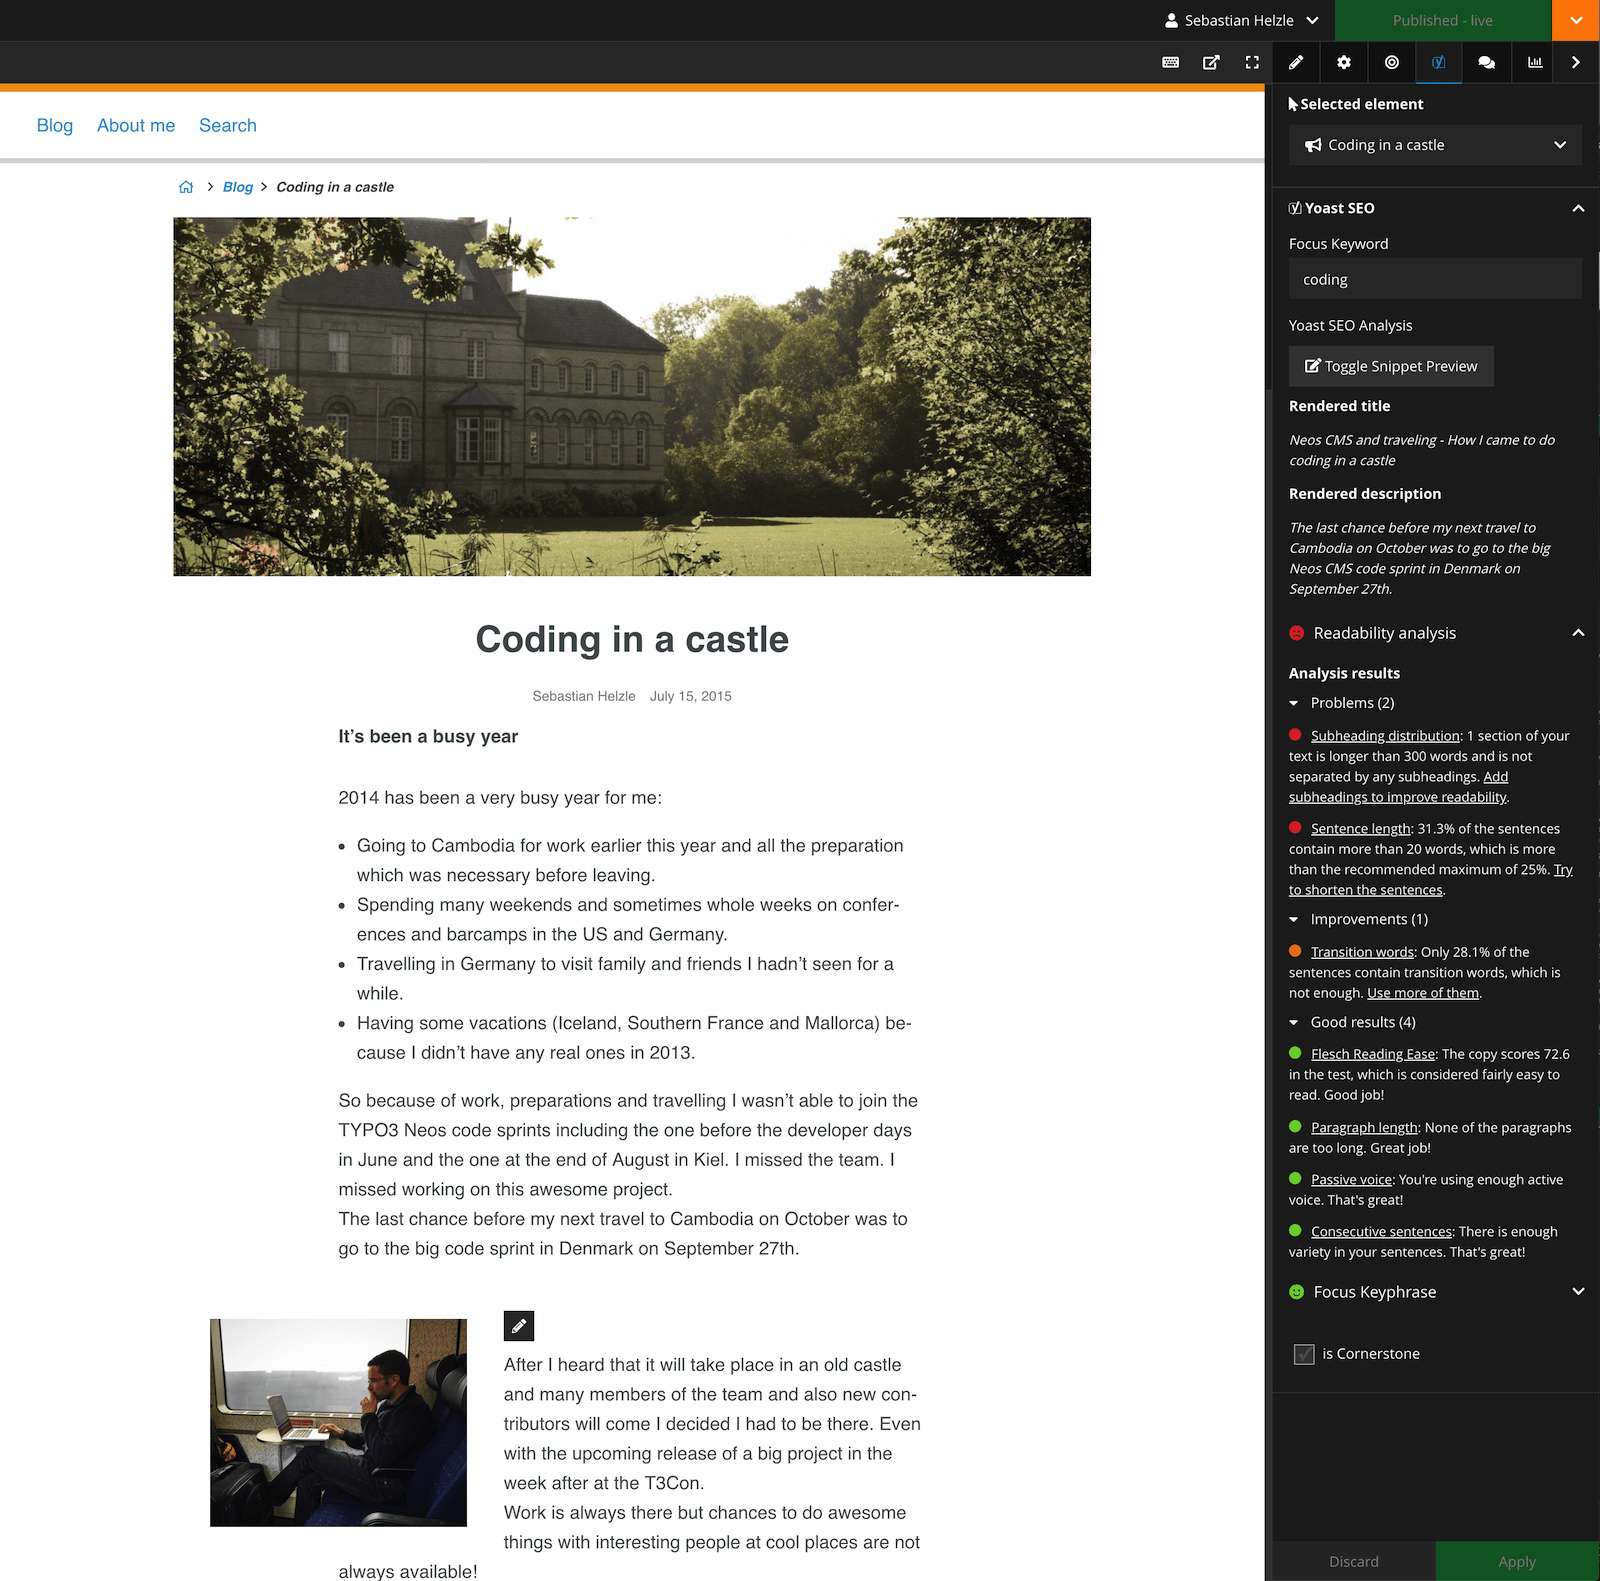 Sebastian Helzle
Published - live
Blog About me Search
Blog > Coding in a castle
Coding in a castle
Sebastian Helzle July 15, 2015
It’s been a busy year
2014 has been a very busy year for me:
• Going to Cambodia for work earlier this year and all the preparation
which was necessary before leaving.
• Spending many weekends and sometimes whole weeks on confer-
ences and barcamps in the US and Germany.
• Travelling in Germany to visit family and friends I hadn’t seen for a
while.
• Having some vacations (Iceland, Southern France and Mallorca) be-
cause I didn’t have any real ones in 2013.
So because of work, preparations and travelling I wasn’t able to join the
TYPO3 Neos code sprints including the one before the developer days
in June and the one at the end of August in Kiel. I missed the team. I
missed working on this awesome project.
The last chance before my next travel to Cambodia on October was to
go to the big code sprint in Denmark on September 27th.
After I heard that it will take place in an old castle
and many members of the team and also new con-
tributors will come I decided I had to be there. Even
with the upcoming release of a big project in the
week after at the T3Con.
Work is always there but chances to do awesome
things with interesting people at cool places are not
always available!
Selected element
Coding in a castle
Yoast SEO
Focus Keyword
coding
Yoast SEO Analysis
Toggle Snippet Preview
Rendered title
Neos CMS and traveling - How I came to do
coding in a castle
Rendered description
The last chance before my next travel to
Cambodia on October was to go to the big
Neos CMS code sprint in Denmark on
September 27th.
Readability analysis
Analysis results
Problems (2)
Subheading distribution: 1 section of your
text is longer than 300 words and is not
separated by any subheadings. Add
subheadings to improve readability.
Sentence length: 31.3% of the sentences
contain more than 20 words, which is more
than the recommended maximum of 25%. Try
to shorten the sentences.
Improvements (1)
Transition words: Only 28.1% of the
sentences contain transition words, which is
not enough. Use more of them.
Good results (4)
Flesch Reading Ease: The copy scores 72.6
in the test, which is considered fairly easy to
read. Good job!
Paragraph length: None of the paragraphs
are too long. Great job!
Passive voice: You're using enough active
voice. That's great!
Consecutive sentences: There is enough
variety in your sentences. That's great!
Focus Keyphrase
is Cornerstone
Discard
Apply